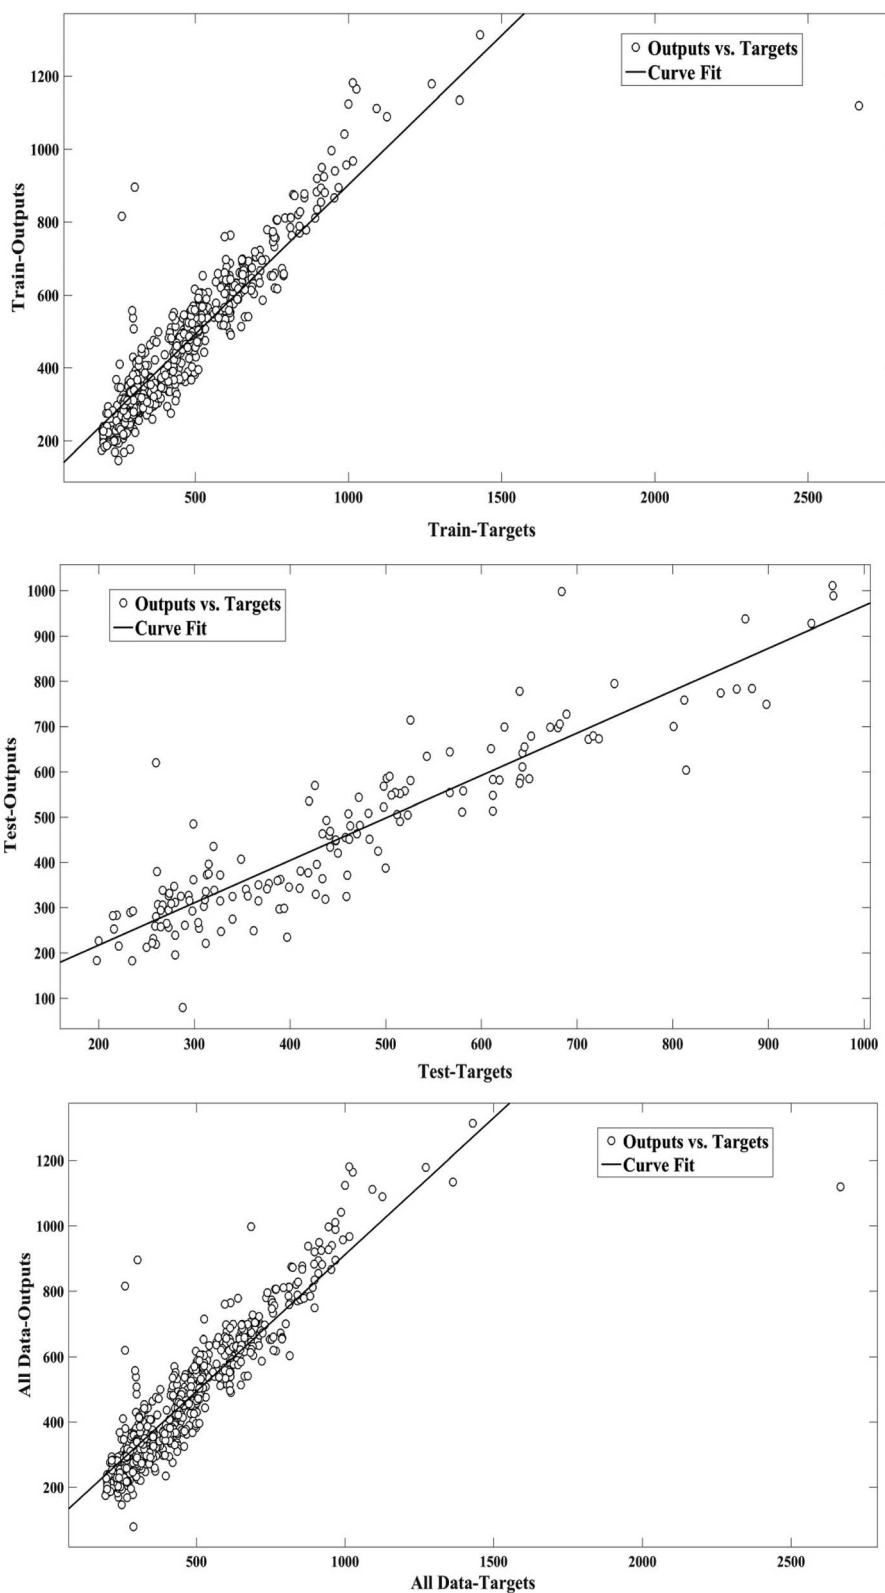 Outputs vs. Targets
Curve Fit
1200
1000
800
600
400
200
Train-Outputs
500 1000 1500 2000 2500
Train-Targets
Outputs vs. Targets
Curve Fit
1000
900
800
700
600
500
400
300
200
100
Test-Outputs
200 300 400 500 600 700 800 900 1000
Test-Targets
Outputs vs. Targets
Curve Fit
1200
1000
800
600
400
200
All Data-Outputs
500 1000 1500 2000 2500
All Data-Targets